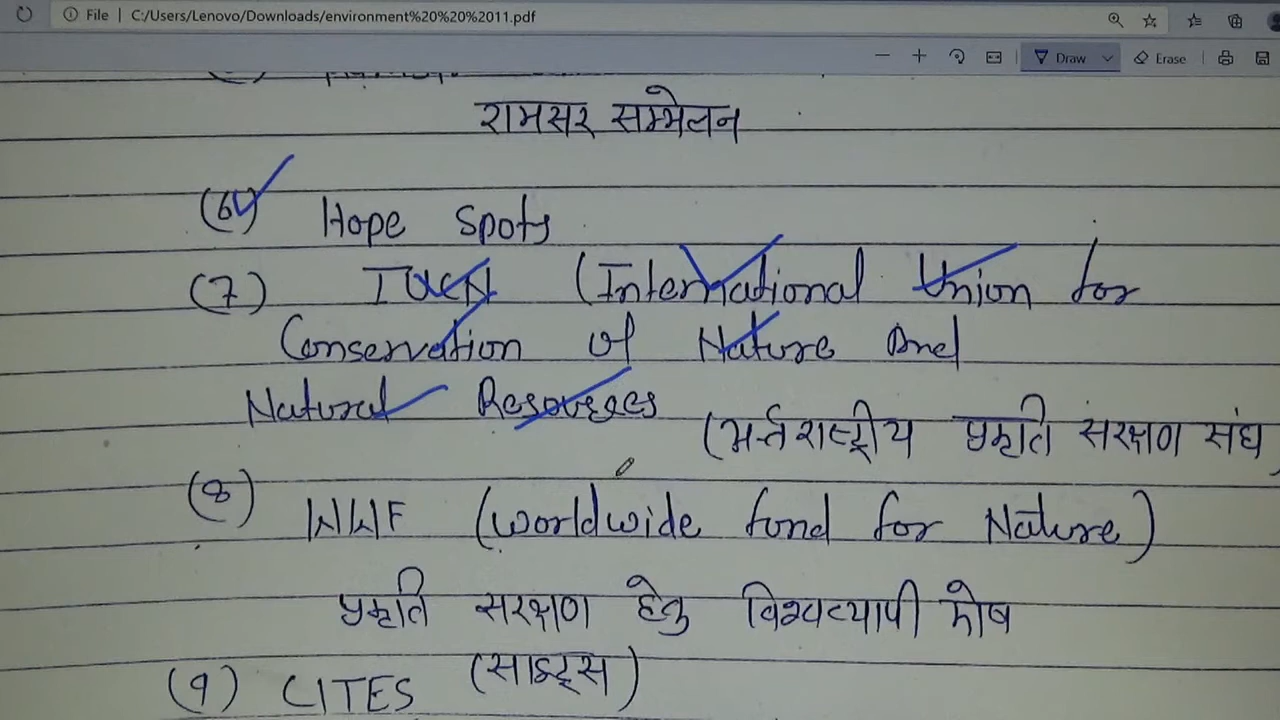 File | C:/Users/Lenovo/Downloads/environment%20%20%2011.pdf
Draw Erase
रामसर सम्मेलन
(6) Hope Spots
(7) IUCN (International Union for
Conservation of Nature And
Natural Resources
(अर्न्तराष्ट्रीय प्रकृति संरक्षण संघ)
(8) WWF (Worldwide fund for Nature)
प्रकृति सरक्षण हेतु विश्वव्यापी कोष
(9) CITES (साइट्स)